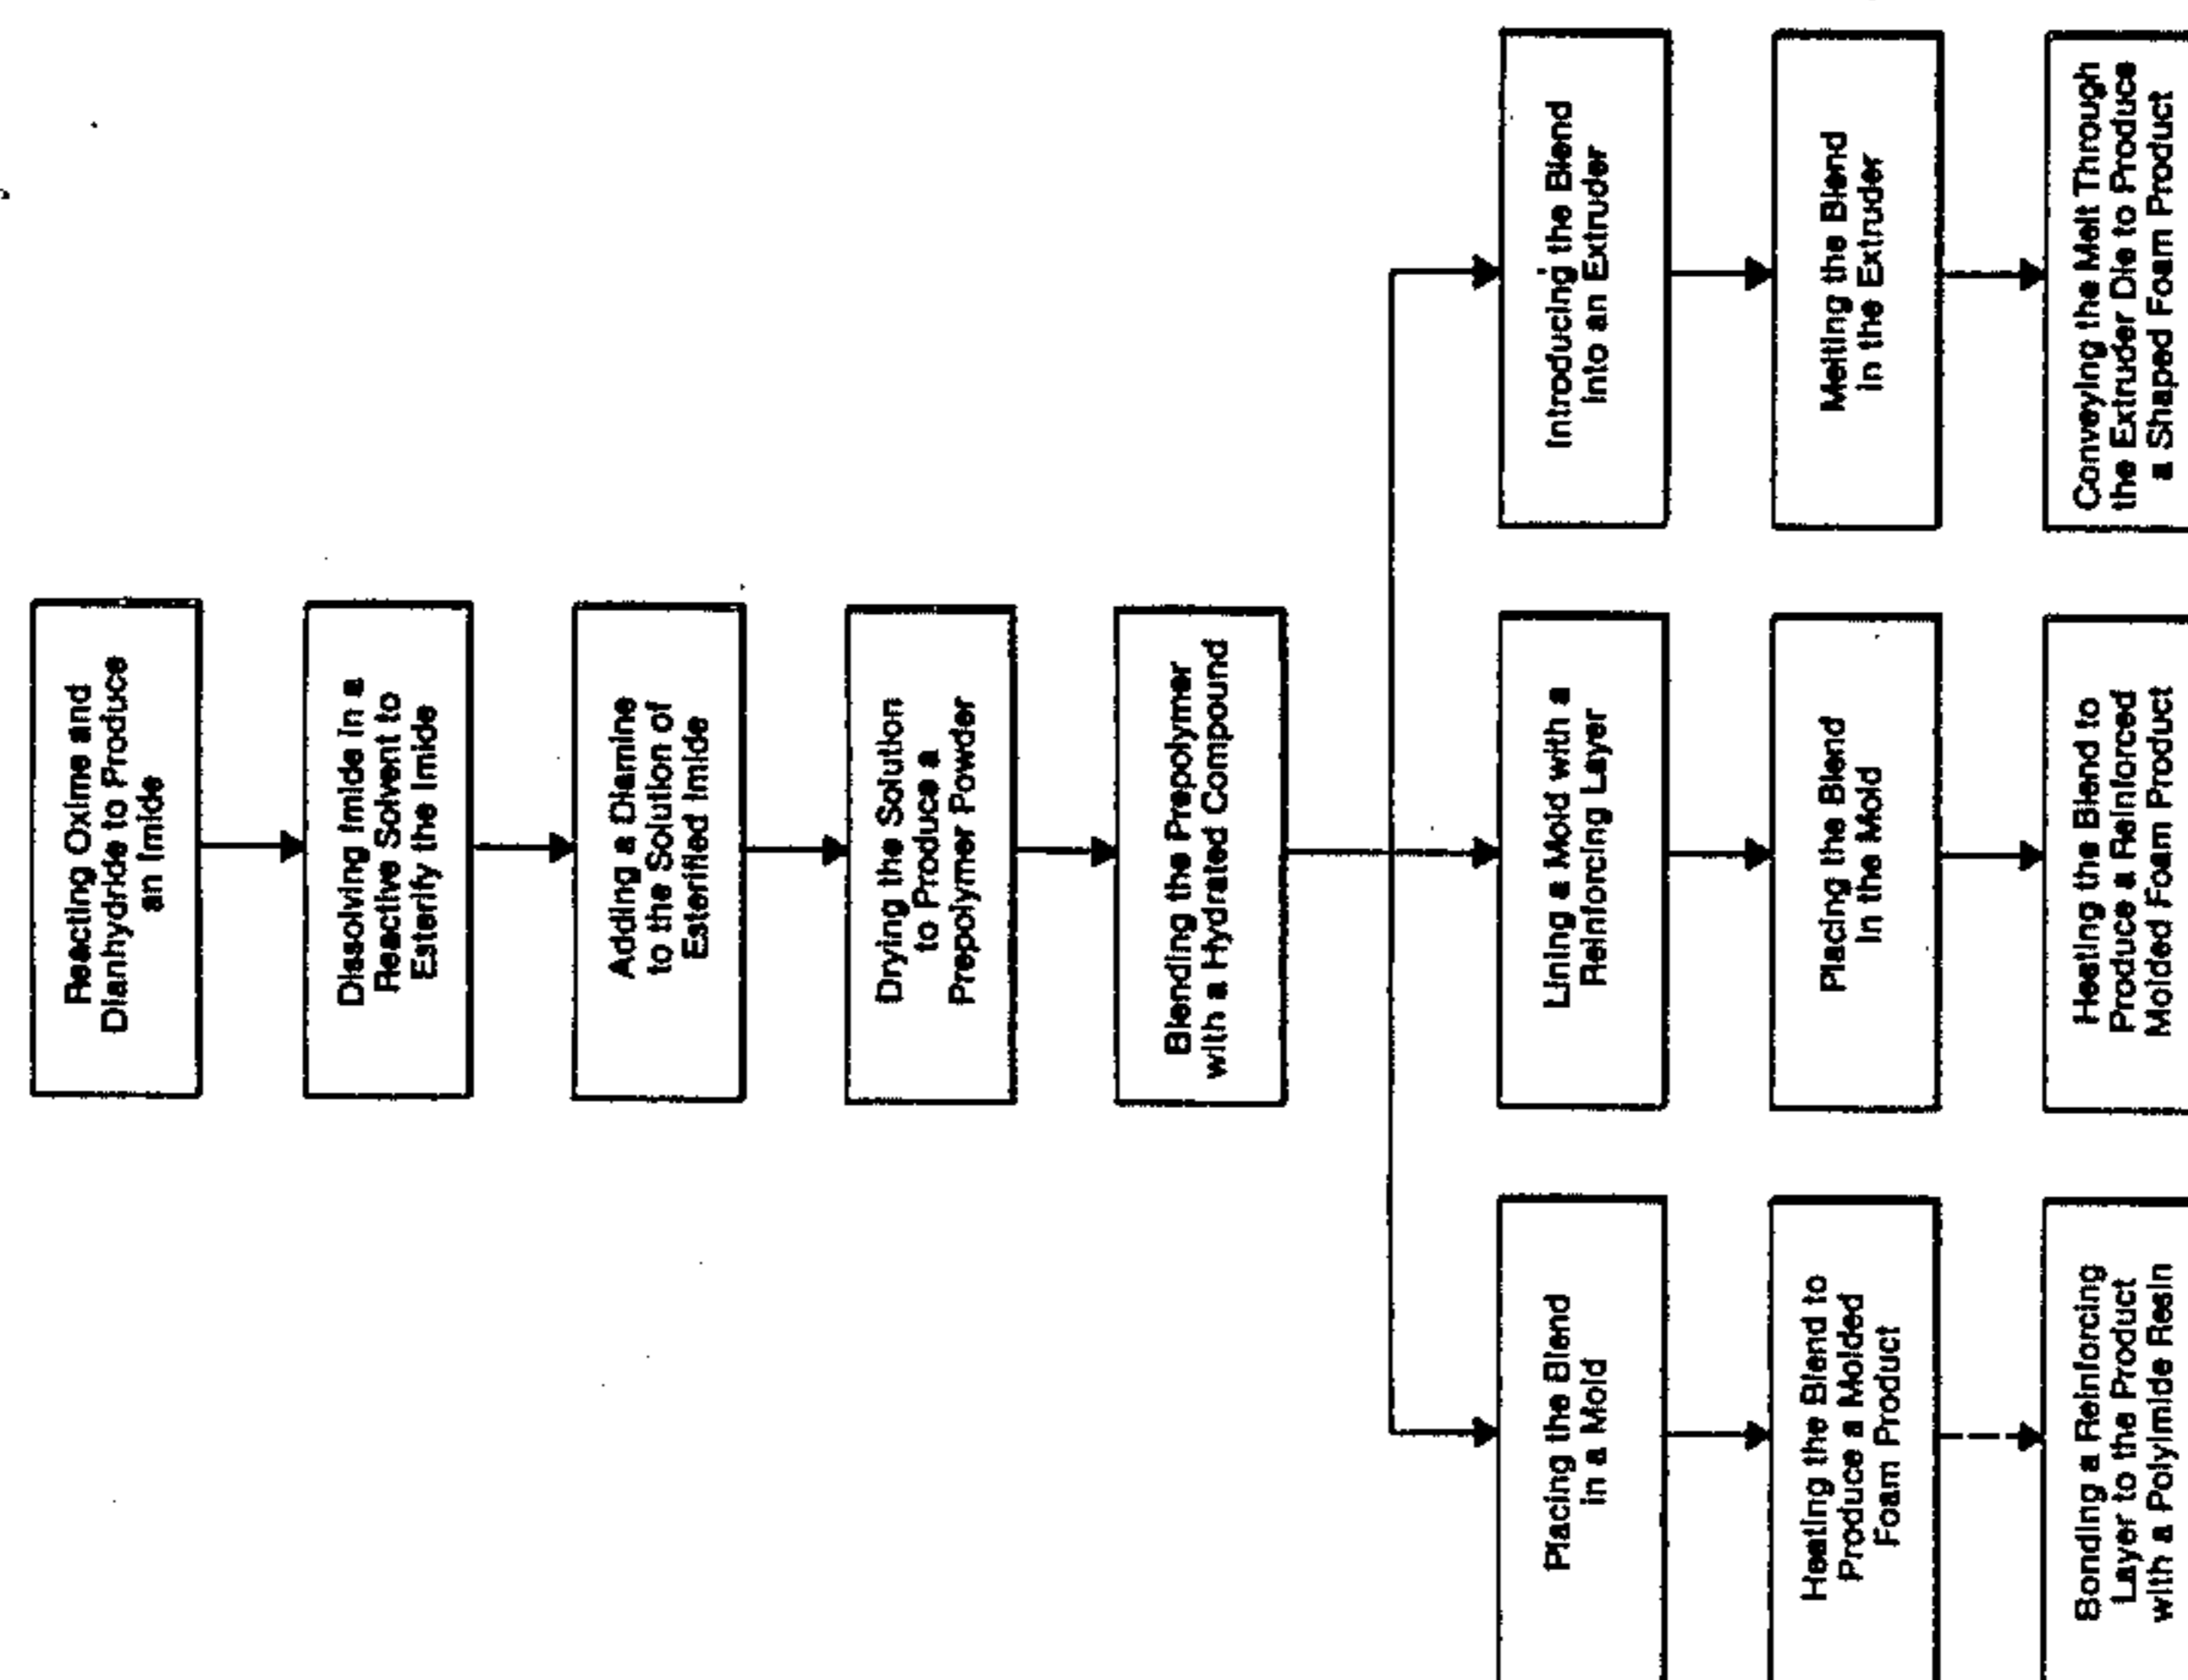 Reacting Oxime and
Dianhydride to Produce
an Imide
Dissolving Imide in a
Reactive Solvent to
Esterify the Imide
Adding a Diamine
to the Solution of
Esterified Imide
Drying the Solution
to Produce a
Prepolymer Powder
Blending the Prepolymer
with a Hydrated Compound
Placing the Blend
in a Mold
Heating the Blend to
Produce a Molded
Foam Product
Bonding a Reinforcing
Layer to the Product
with a Polyimide Resin
Lining a Mold with a
Reinforcing Layer
Placing the Blend
in the Mold
Heating the Blend to
Produce a Reinforced
Molded Foam Product
Introducing the Blend
into an Extruder
Melting the Blend
in the Extruder
Conveying the Melt Through
the Extruder Die to Produce
a Shaped Foam Product